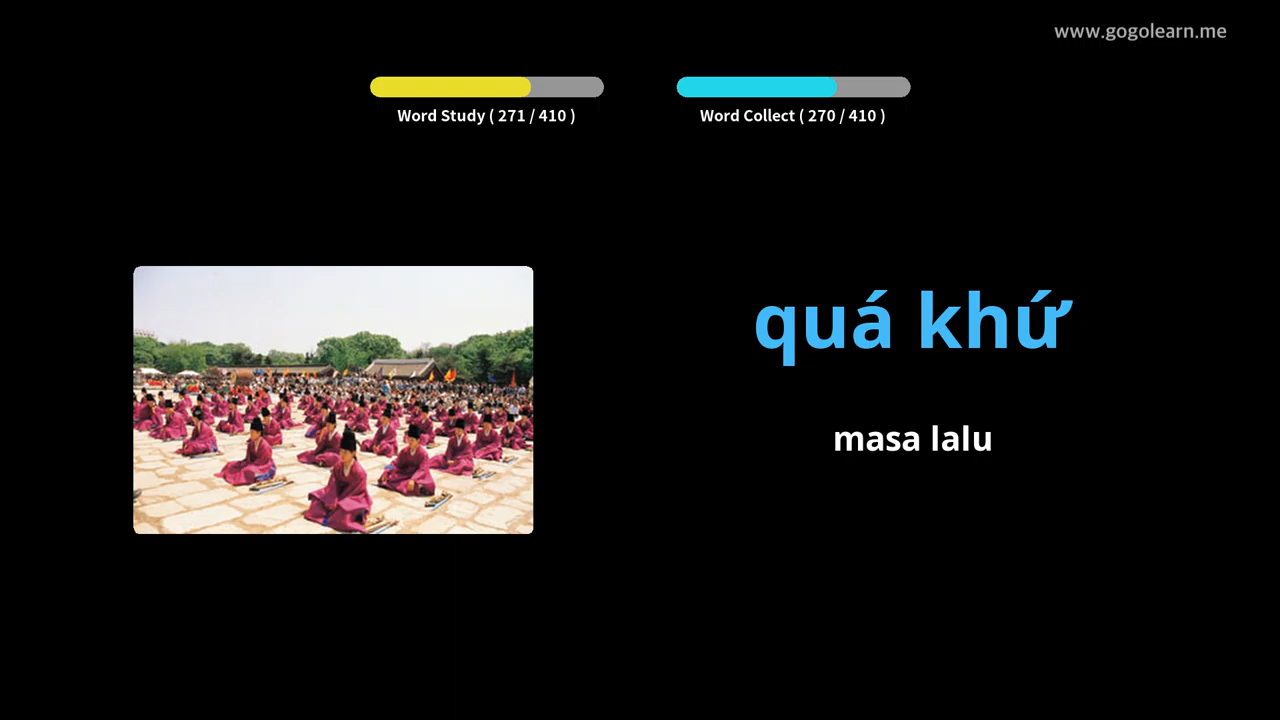 www.gogolearn.me
Word Study ( 271 / 410 )
Word Collect ( 270 / 410 )
quá khứ
masa lalu